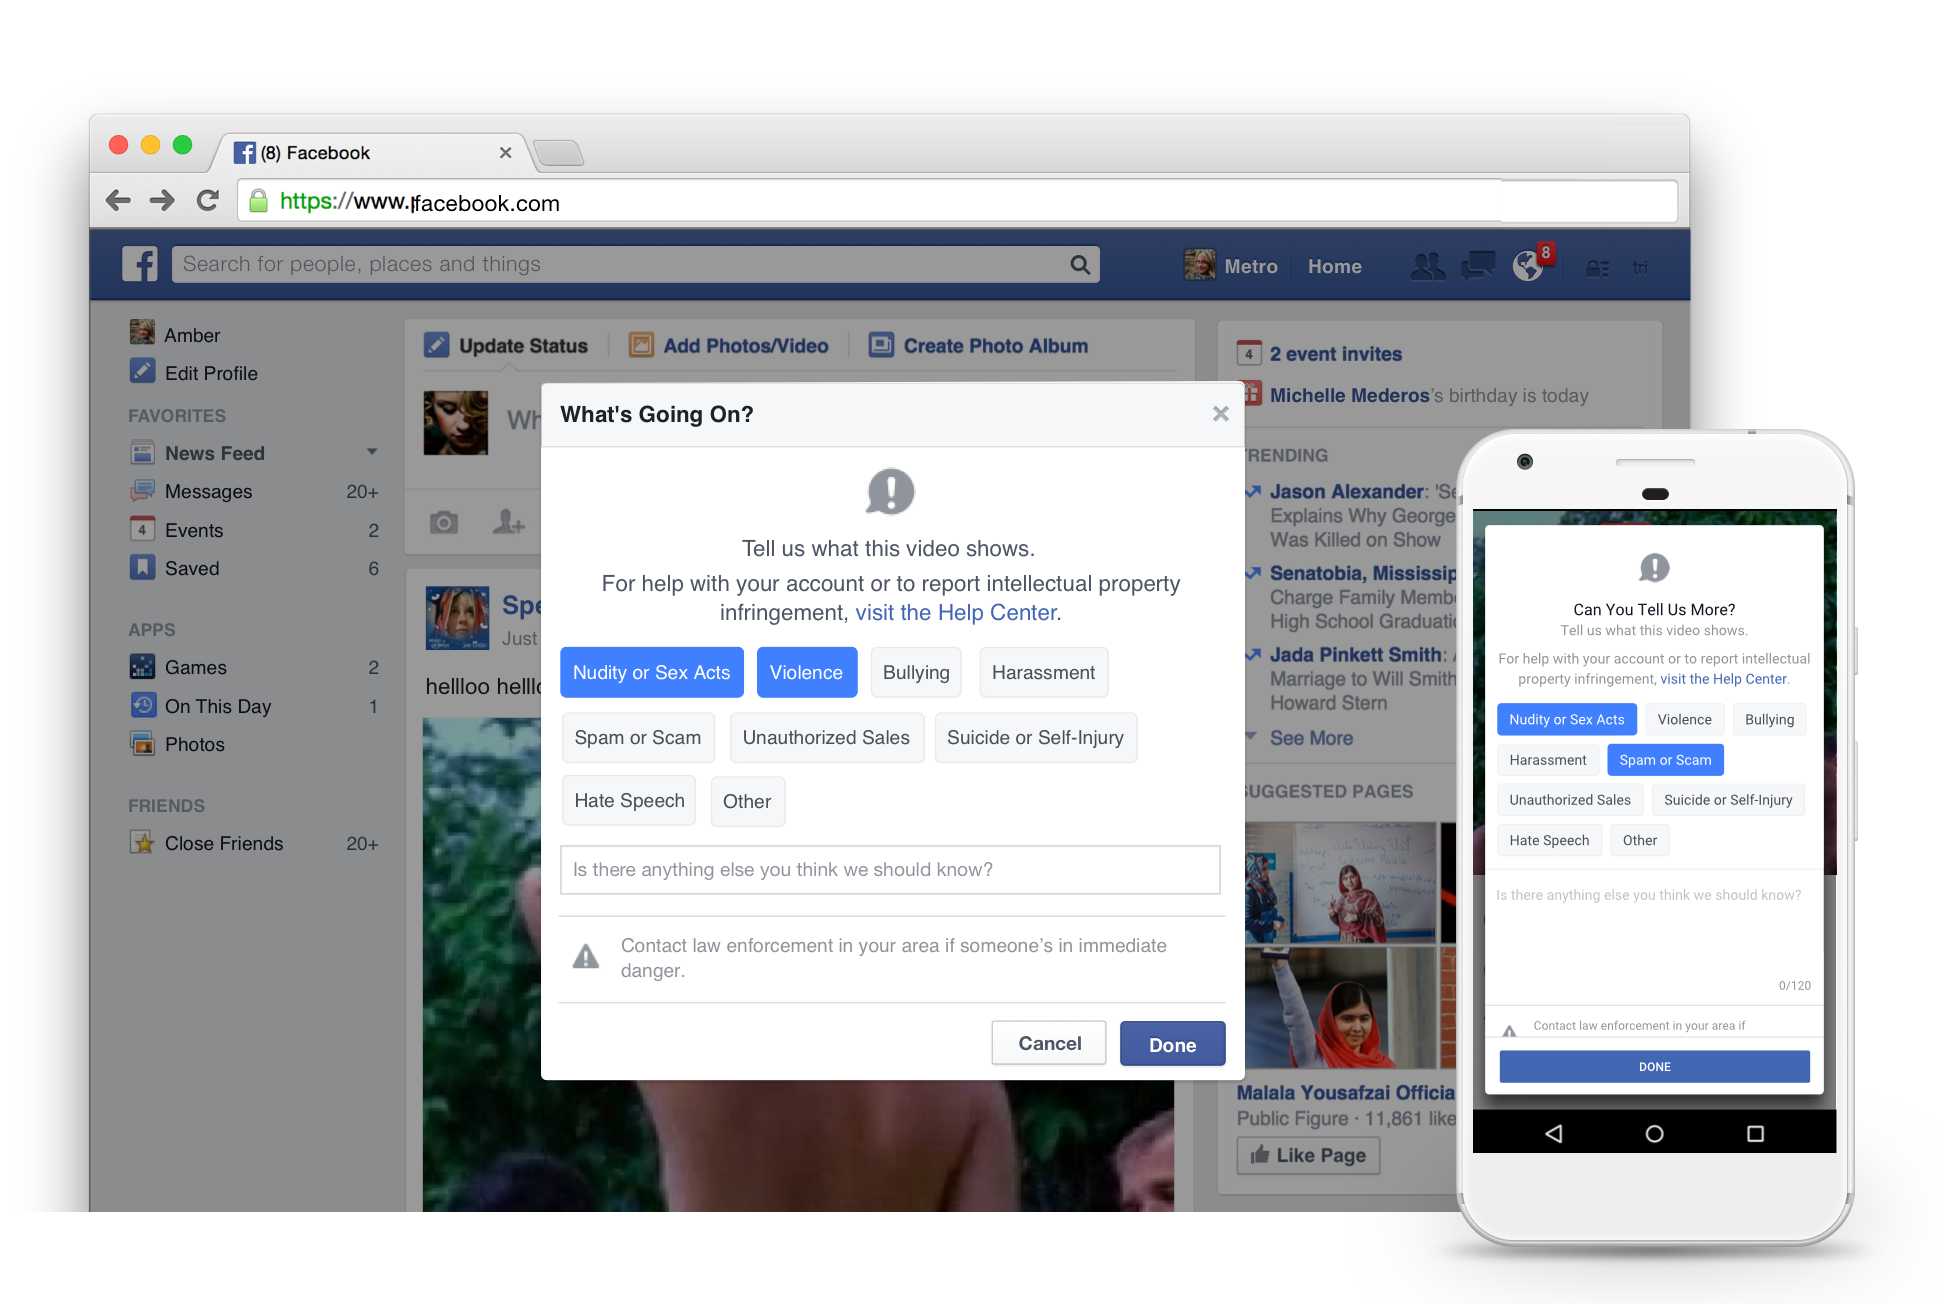 (8) Facebook
https://www.facebook.com
Search for people, places and things
Metro
Home
8
tri
Amber
Edit Profile
FAVORITES
News Feed
Messages 20+
4
Events 2
Saved 6
APPS
Games 2
On This Day 1
Photos
FRIENDS
Close Friends 20+
Update Status
Add Photos/Video
Create Photo Album
Wh
Spe
Just
hellloo helllo
What's Going On?
Tell us what this video shows.
For help with your account or to report intellectual property
infringement, visit the Help Center.
Nudity or Sex Acts
Violence
Bullying
Harassment
Spam or Scam
Unauthorized Sales
Suicide or Self-Injury
Hate Speech
Other
Is there anything else you think we should know?
Contact law enforcement in your area if someone’s in immediate
danger.
Cancel
Done
4
2 event invites
Michelle Mederos's birthday is today
TRENDING
Jason Alexander: 'Se
Explains Why George
Was Killed on Show
Senatobia, Mississip
Charge Family Membe
High School Graduatio
Jada Pinkett Smith:
Marriage to Will Smith
Howard Stern
See More
SUGGESTED PAGES
Malala Yousafzai Officia
Public Figure · 11,861 like
Like Page
Can You Tell Us More?
Tell us what this video shows.
For help with your account or to report intellectual
property infringement, visit the Help Center.
Nudity or Sex Acts
Violence
Bullying
Harassment
Spam or Scam
Unauthorized Sales
Suicide or Self-Injury
Hate Speech
Other
Is there anything else you think we should know?
0/120
Contact law enforcement in your area if
DONE